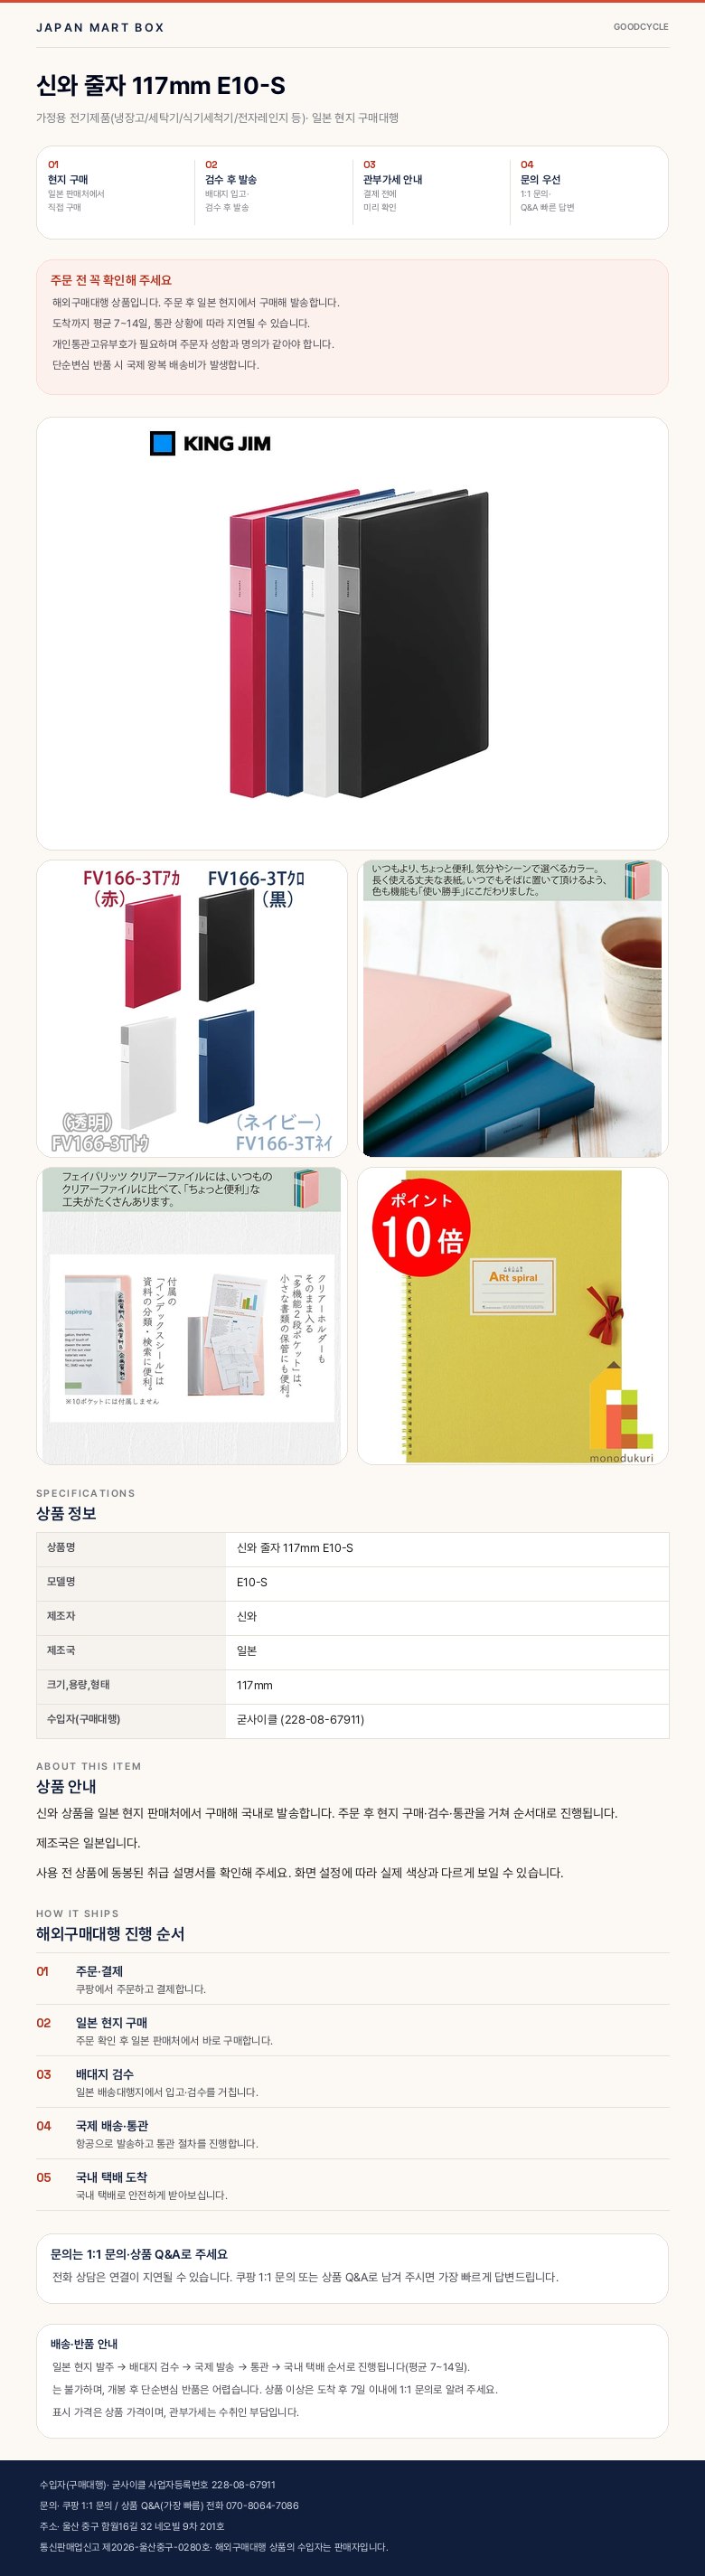 JAPAN MART BOX
GOODCYCLE
신와 줄자 117mm E10-S
가정용 전기제품(냉장고/세탁기/식기세척기/전자레인지 등)· 일본 현지 구매대행
01
현지 구매
일본 판매처에서
직접 구매
02
검수 후 발송
배대지 입고·
검수 후 발송
03
관부가세 안내
결제 전에
미리 확인
04
문의 우선
1:1 문의·
Q&A 빠른 답변
주문 전 꼭 확인해 주세요
해외구매대행 상품입니다. 주문 후 일본 현지에서 구매해 발송합니다.
도착까지 평균 7~14일, 통관 상황에 따라 지연될 수 있습니다.
개인통관고유부호가 필요하며 주문자 성함과 명의가 같아야 합니다.
단순변심 반품 시 국제 왕복 배송비가 발생합니다.
KING JIM
FV166-3Tアカ
(赤)
FV166-3Tクロ
(黒)
(透明)
FV166-3Tトウ
(ネイビー)
FV166-3Tネイ
いつもより、ちょっと便利。気分やシーンで選べるカラー。
長く使える丈夫な表紙。いつでもそばに置いて頂けるよう、
色も機能も「使い勝手」にこだわりました。
フェイバリッツ クリアーファイルには、いつもの
クリアーファイルに比べて、「ちょっと便利」な
工夫がたくさんあります。
付属の
「インデックスシール」は
資料の分類・検索に便利。
クリアーホルダーも
そのまま入る
「多機能2段ポケット」は、
小さな書類の保管にも便利。
※10ポケットには付属しません
ポイント
10倍
ARt spiral
monodukuri
SPECIFICATIONS
상품 정보
상품명 신와 줄자 117mm E10-S
모델명 E10-S
제조자 신와
제조국 일본
크기,용량,형태 117mm
수입자(구매대행) 굳사이클 (228-08-67911)
ABOUT THIS ITEM
상품 안내
신와 상품을 일본 현지 판매처에서 구매해 국내로 발송합니다. 주문 후 현지 구매·검수·통관을 거쳐 순서대로 진행됩니다.
제조국은 일본입니다.
사용 전 상품에 동봉된 취급 설명서를 확인해 주세요. 화면 설정에 따라 실제 색상과 다르게 보일 수 있습니다.
HOW IT SHIPS
해외구매대행 진행 순서
01 주문·결제
쿠팡에서 주문하고 결제합니다.
02 일본 현지 구매
주문 확인 후 일본 판매처에서 바로 구매합니다.
03 배대지 검수
일본 배송대행지에서 입고·검수를 거칩니다.
04 국제 배송·통관
항공으로 발송하고 통관 절차를 진행합니다.
05 국내 택배 도착
국내 택배로 안전하게 받아보십니다.
문의는 1:1 문의·상품 Q&A로 주세요
전화 상담은 연결이 지연될 수 있습니다. 쿠팡 1:1 문의 또는 상품 Q&A로 남겨 주시면 가장 빠르게 답변드립니다.
배송·반품 안내
일본 현지 발주 → 배대지 검수 → 국제 발송 → 통관 → 국내 택배 순서로 진행됩니다(평균 7~14일).
는 불가하며, 개봉 후 단순변심 반품은 어렵습니다. 상품 이상은 도착 후 7일 이내에 1:1 문의로 알려 주세요.
표시 가격은 상품 가격이며, 관부가세는 수취인 부담입니다.
수입자(구매대행)· 굳사이클 사업자등록번호 228-08-67911
문의· 쿠팡 1:1 문의 / 상품 Q&A(가장 빠름) 전화 070-8064-7086
주소· 울산 중구 함월16길 32 네오빌 9차 201호
통신판매업신고 제2026-울산중구-0280호· 해외구매대행 상품의 수입자는 판매자입니다.